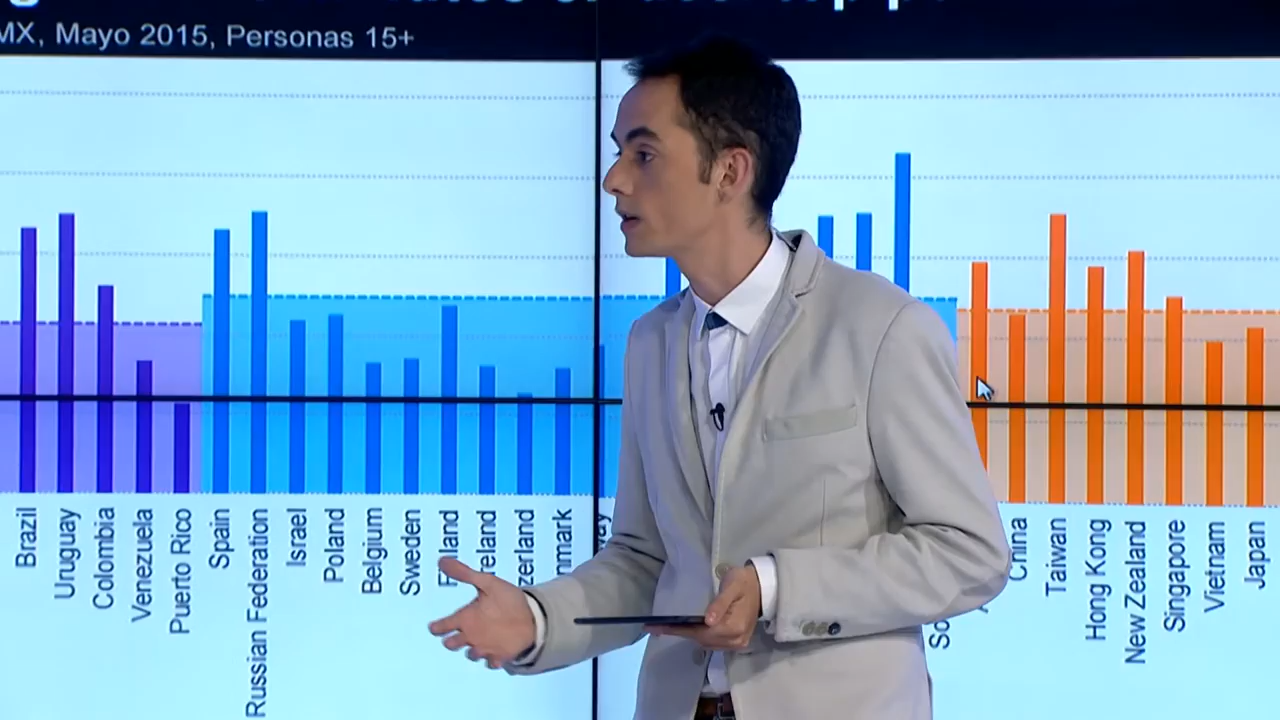 MX, Mayo 2015, Personas 15+
Brazil
Uruguay
Colombia
Venezuela
Puerto Rico
Spain
Russian Federation
Israel
Poland
Belgium
Sweden
China
Taiwan
Hong Kong
New Zealand
Singapore
Vietnam
Japan